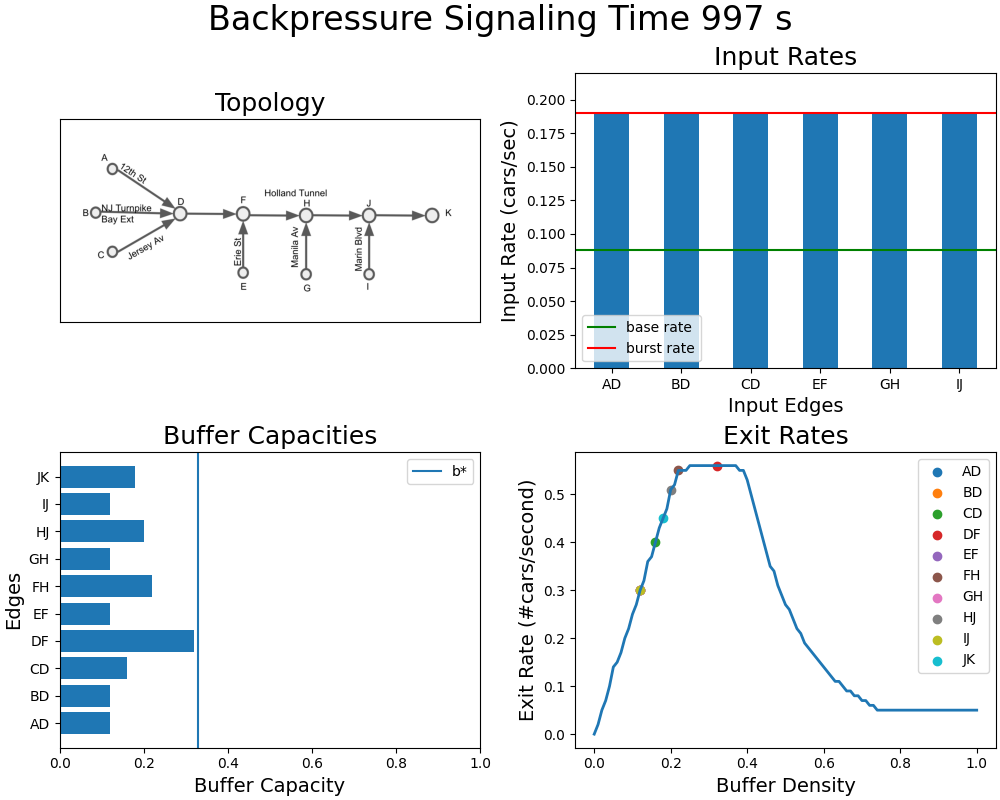 Backpressure Signaling Time 997 s
Topology
A
12th St
B
NJ Turnpike
Bay Ext
C
Jersey Av
D
F
Holland Tunnel
H
J
K
Erie St
Manila Av
Marin Blvd
E
G
I
Input Rates
Input Rate (cars/sec)
0.200
0.175
0.150
0.125
0.100
0.075
0.050
0.025
0.000
base rate
burst rate
AD
BD
CD
EF
GH
IJ
Input Edges
Buffer Capacities
Edges
JK
IJ
HJ
GH
FH
EF
DF
CD
BD
AD
b*
0.0
0.2
0.4
0.6
0.8
1.0
Buffer Capacity
Exit Rates
Exit Rate (#cars/second)
0.5
0.4
0.3
0.2
0.1
0.0
AD
BD
CD
DF
EF
FH
GH
HJ
IJ
JK
0.0
0.2
0.4
0.6
0.8
1.0
Buffer Density